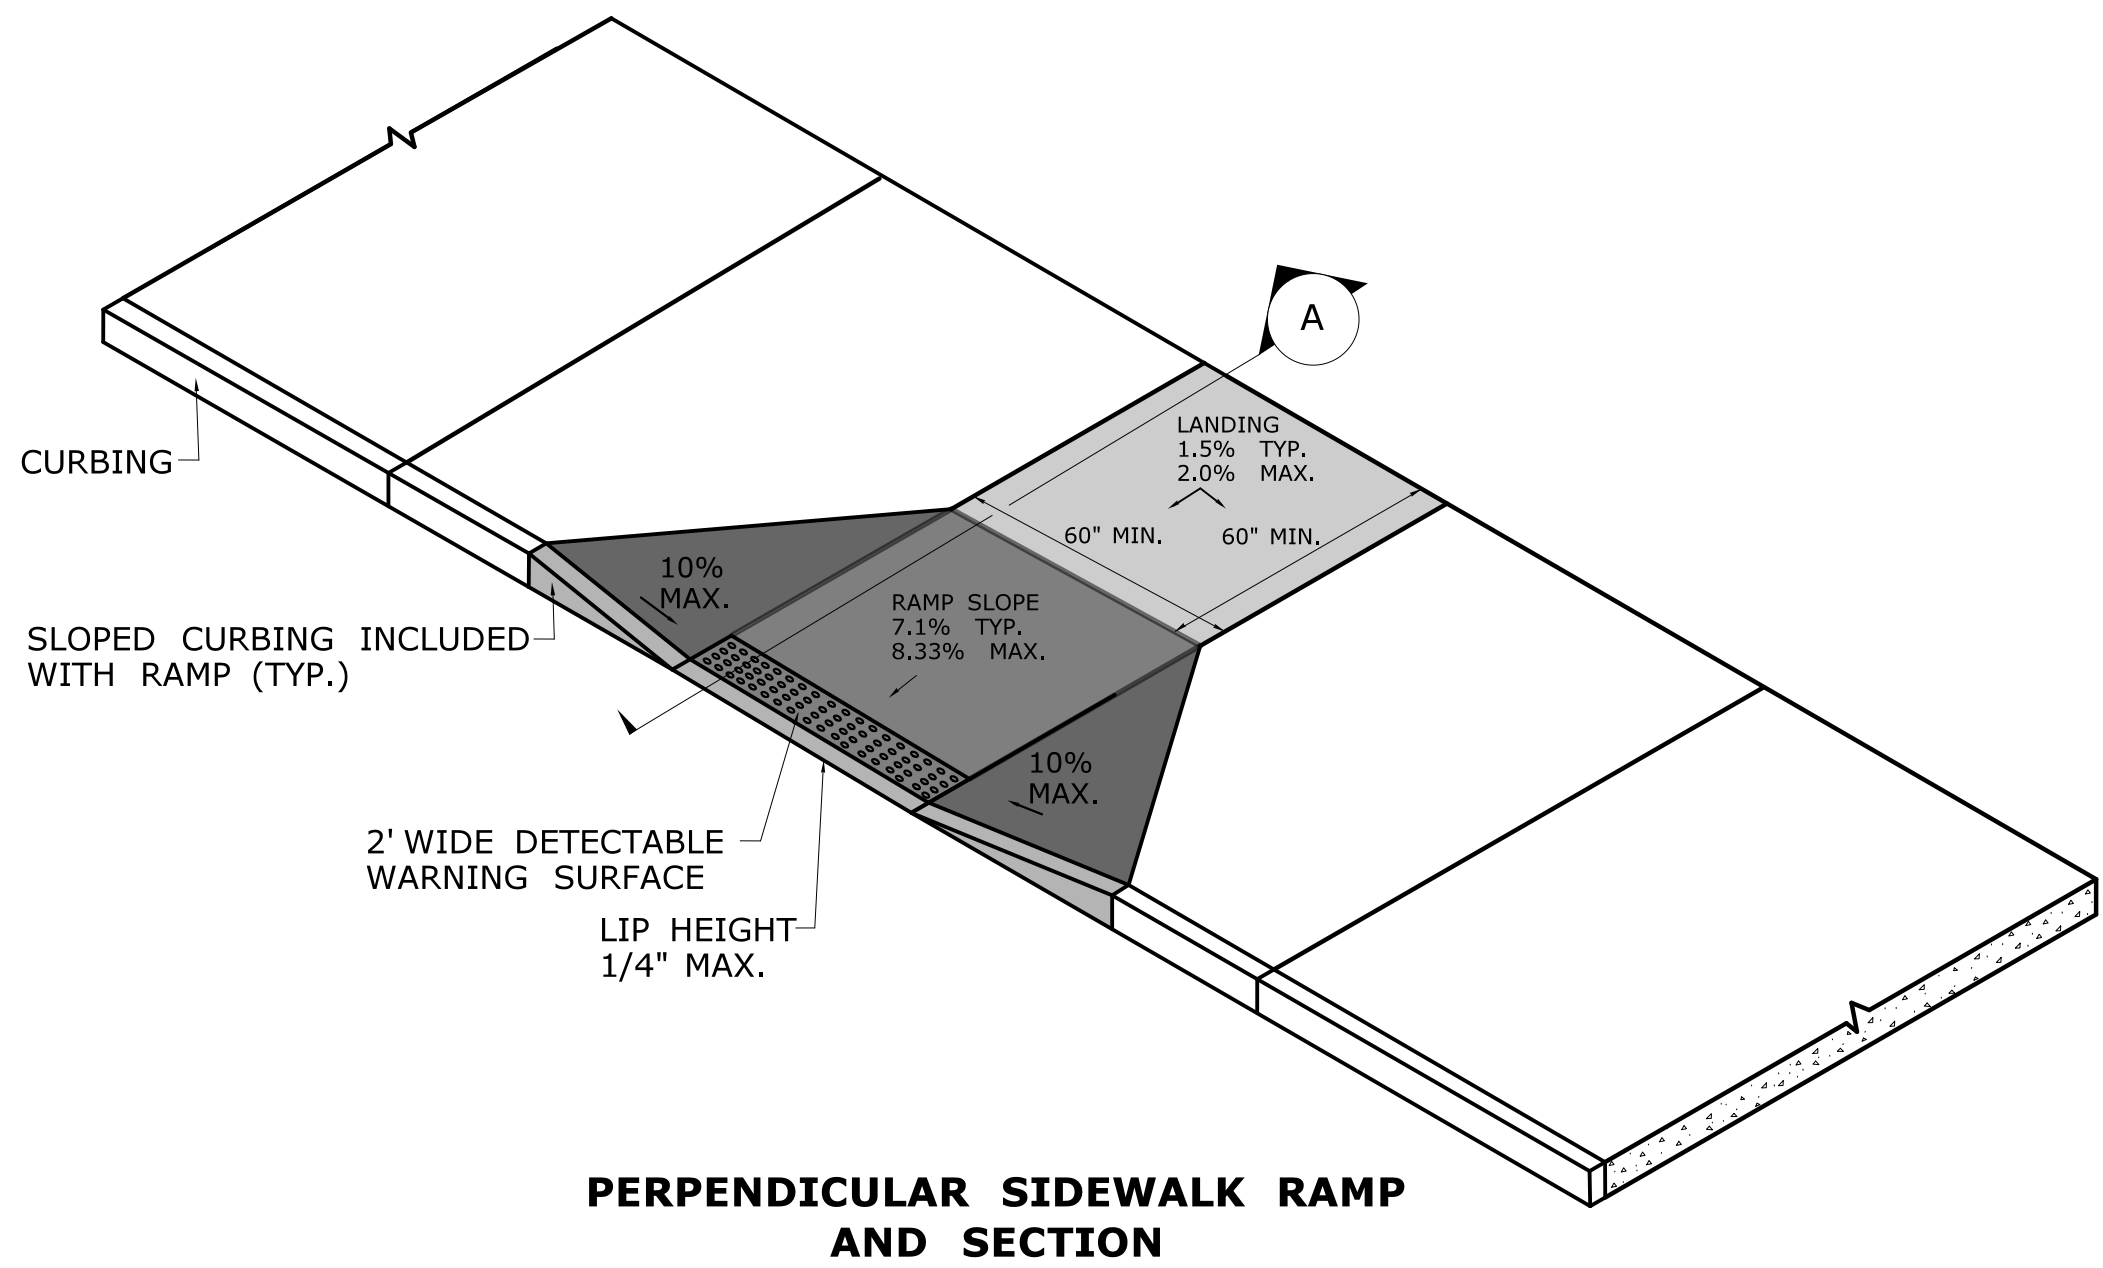 A
LANDING
1.5% TYP.
2.0% MAX.
60" MIN.
60" MIN.
CURBING
10%
MAX.
RAMP SLOPE
7.1% TYP.
8.33% MAX.
SLOPED CURBING INCLUDED
WITH RAMP (TYP.)
10%
MAX.
2' WIDE DETECTABLE
WARNING SURFACE
LIP HEIGHT
1/4" MAX.
PERPENDICULAR SIDEWALK RAMP
AND SECTION